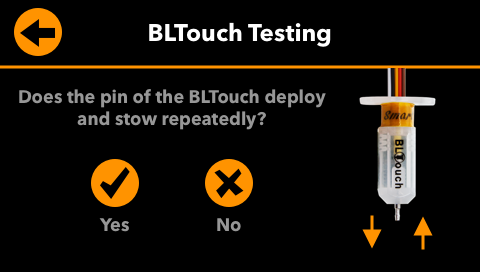 BLTouch Testing
Does the pin of the BLTouch deploy
and stow repeatedly?
Smar
BLTouch
Yes
No